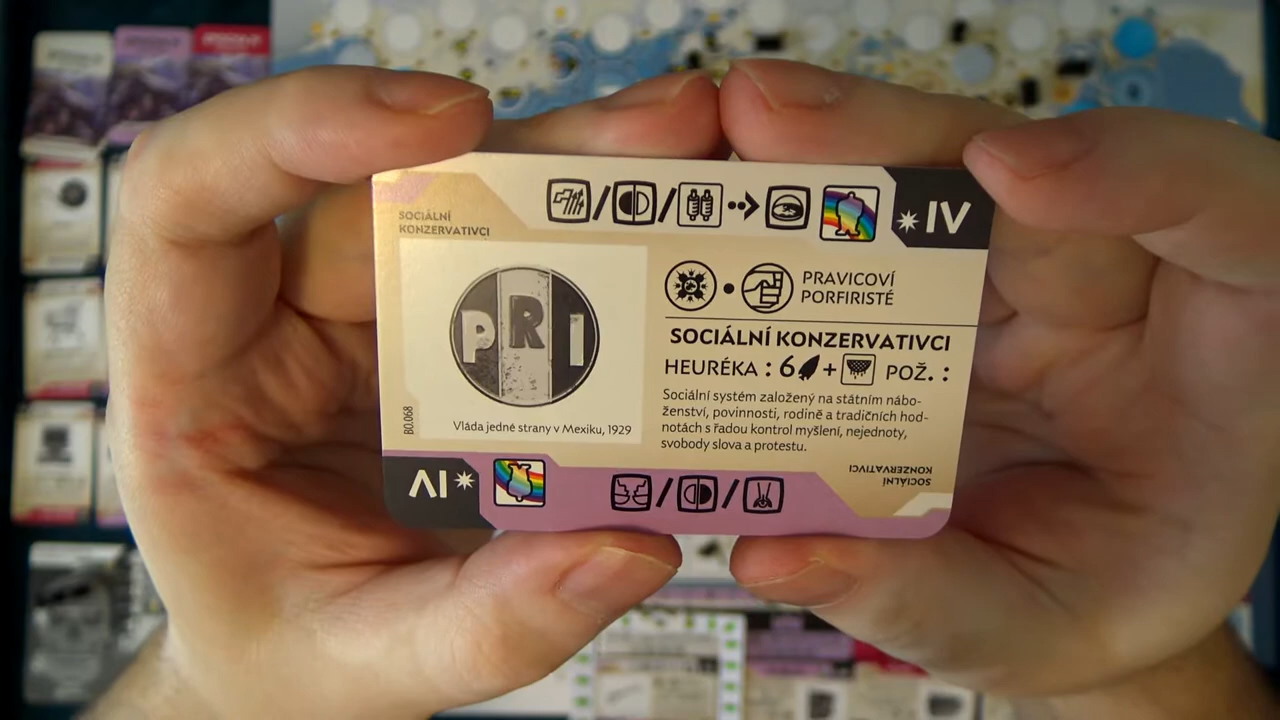 SOCIÁLNÍ
KONZERVATIVCI
IV
PRI
Vláda jedné strany v Mexiku, 1929
B0.068
PRAVICOVÍ
PORFIRISTÉ
SOCIÁLNÍ KONZERVATIVCI
HEURÉKA : 6 + POŽ. :
Sociální systém založený na státním nábo-
ženství, povinnosti, rodině a tradičních hod-
notách s řadou kontrol myšlení, nejednoty,
svobody slova a protestu.
SOCIÁLNÍ
KONZERVATIVCI
IV